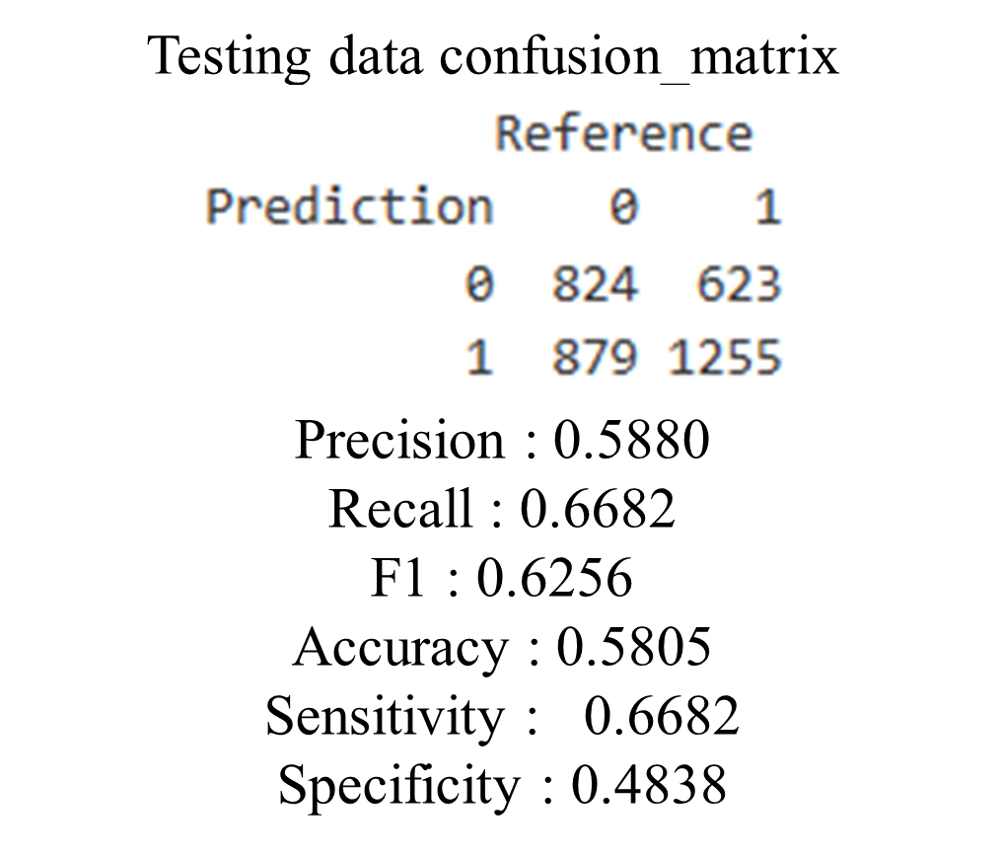 Testing data confusion_matrix
Reference
Prediction 0 1
0 824 623
1 879 1255
Precision : 0.5880
Recall : 0.6682
F1 : 0.6256
Accuracy : 0.5805
Sensitivity : 0.6682
Specificity : 0.4838